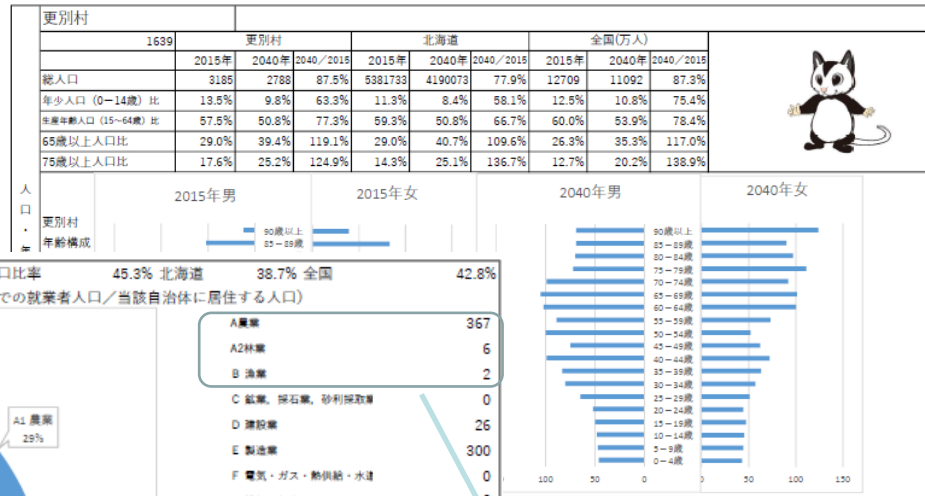 更別村
1639 更別村 北海道 全国(万人)
2015年 2040年 2040/2015 2015年 2040年 2040/2015 2015年 2040年 2040/2015
総人口 3185 2788 87.5% 5381733 4190073 77.9% 12709 11092 87.3%
年少人口（0－14歳）比 13.5% 9.8% 63.3% 11.3% 8.4% 58.1% 12.5% 10.8% 75.4%
生産年齢人口（15～64歳）比 57.5% 50.8% 77.3% 59.3% 50.8% 66.7% 60.0% 53.9% 78.4%
65歳以上人口比 29.0% 39.4% 119.1% 29.0% 40.7% 109.6% 26.3% 35.3% 117.0%
75歳以上人口比 17.6% 25.2% 124.9% 14.3% 25.1% 136.7% 12.7% 20.2% 138.9%
人口・
2015年男 2015年女 2040年男 2040年女
更別村
年齢構成
90歳以上
85－89歳
90歳以上
85－89歳
80－84歳
75－79歳
70－74歳
65－69歳
60－64歳
55－59歳
50－54歳
45－49歳
40－44歳
35－39歳
30－34歳
25－29歳
20－24歳
15－19歳
10－14歳
5－9歳
0－4歳
100 50 0 0 50 100 150
口比率 45.3% 北海道 38.7% 全国 42.8%
での就業者人口／当該自治体に居住する人口)
A農業 367
A2林業 6
B 漁業 2
C 鉱業，採石業，砂利採取業 0
D 建設業 26
E 製造業 300
F 電気・ガス・熱供給・水道 0
A1 農業
29%